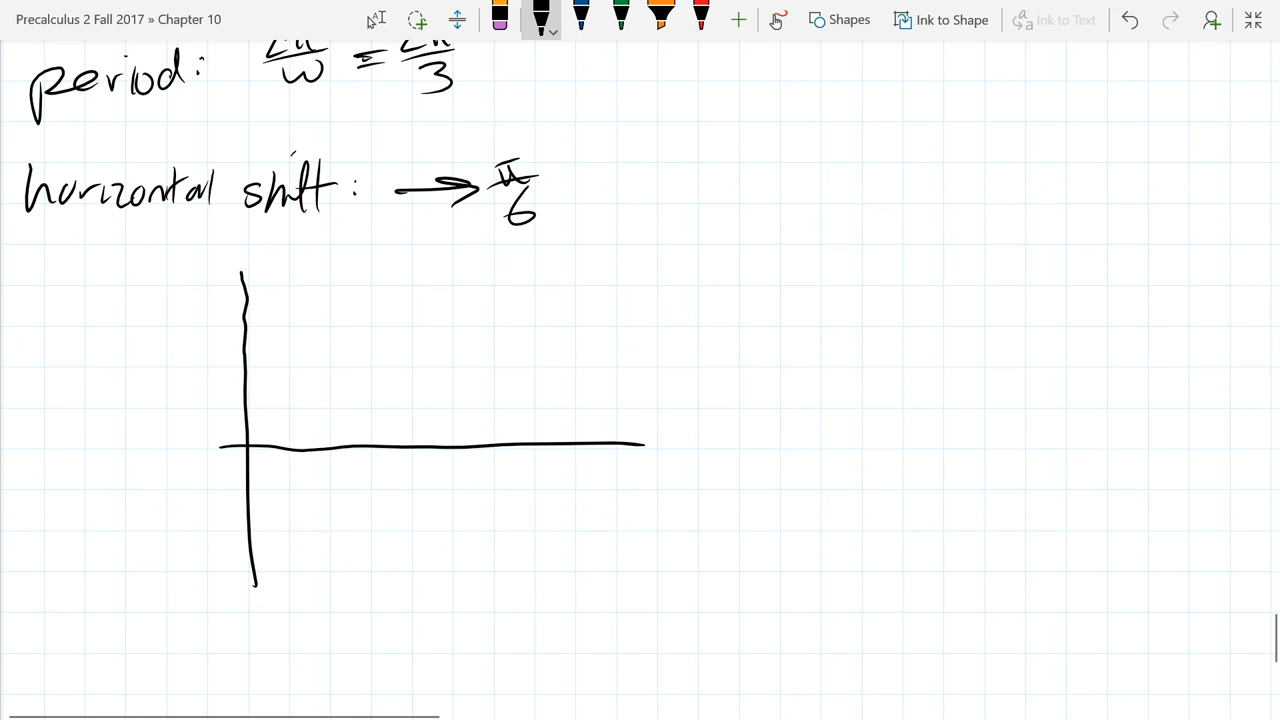 Precalculus 2 Fall 2017 » Chapter 10
Shapes
Ink to Shape
Ink to Text
period: 2π/ω = 2π/3
horizontal shift: → π/6